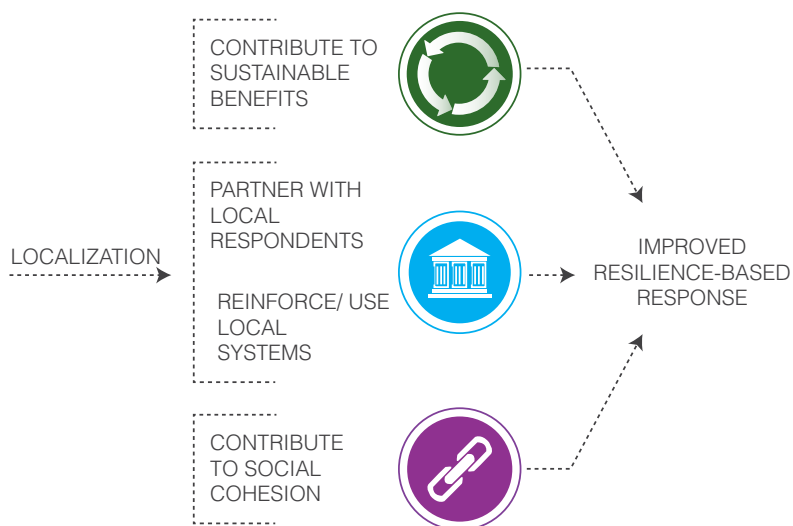 CONTRIBUTE TO
SUSTAINABLE
BENEFITS
PARTNER WITH
LOCAL
RESPONDENTS
LOCALIZATION
REINFORCE/ USE
LOCAL
SYSTEMS
IMPROVED
RESILIENCE-BASED
RESPONSE
CONTRIBUTE
TO SOCIAL
COHESION